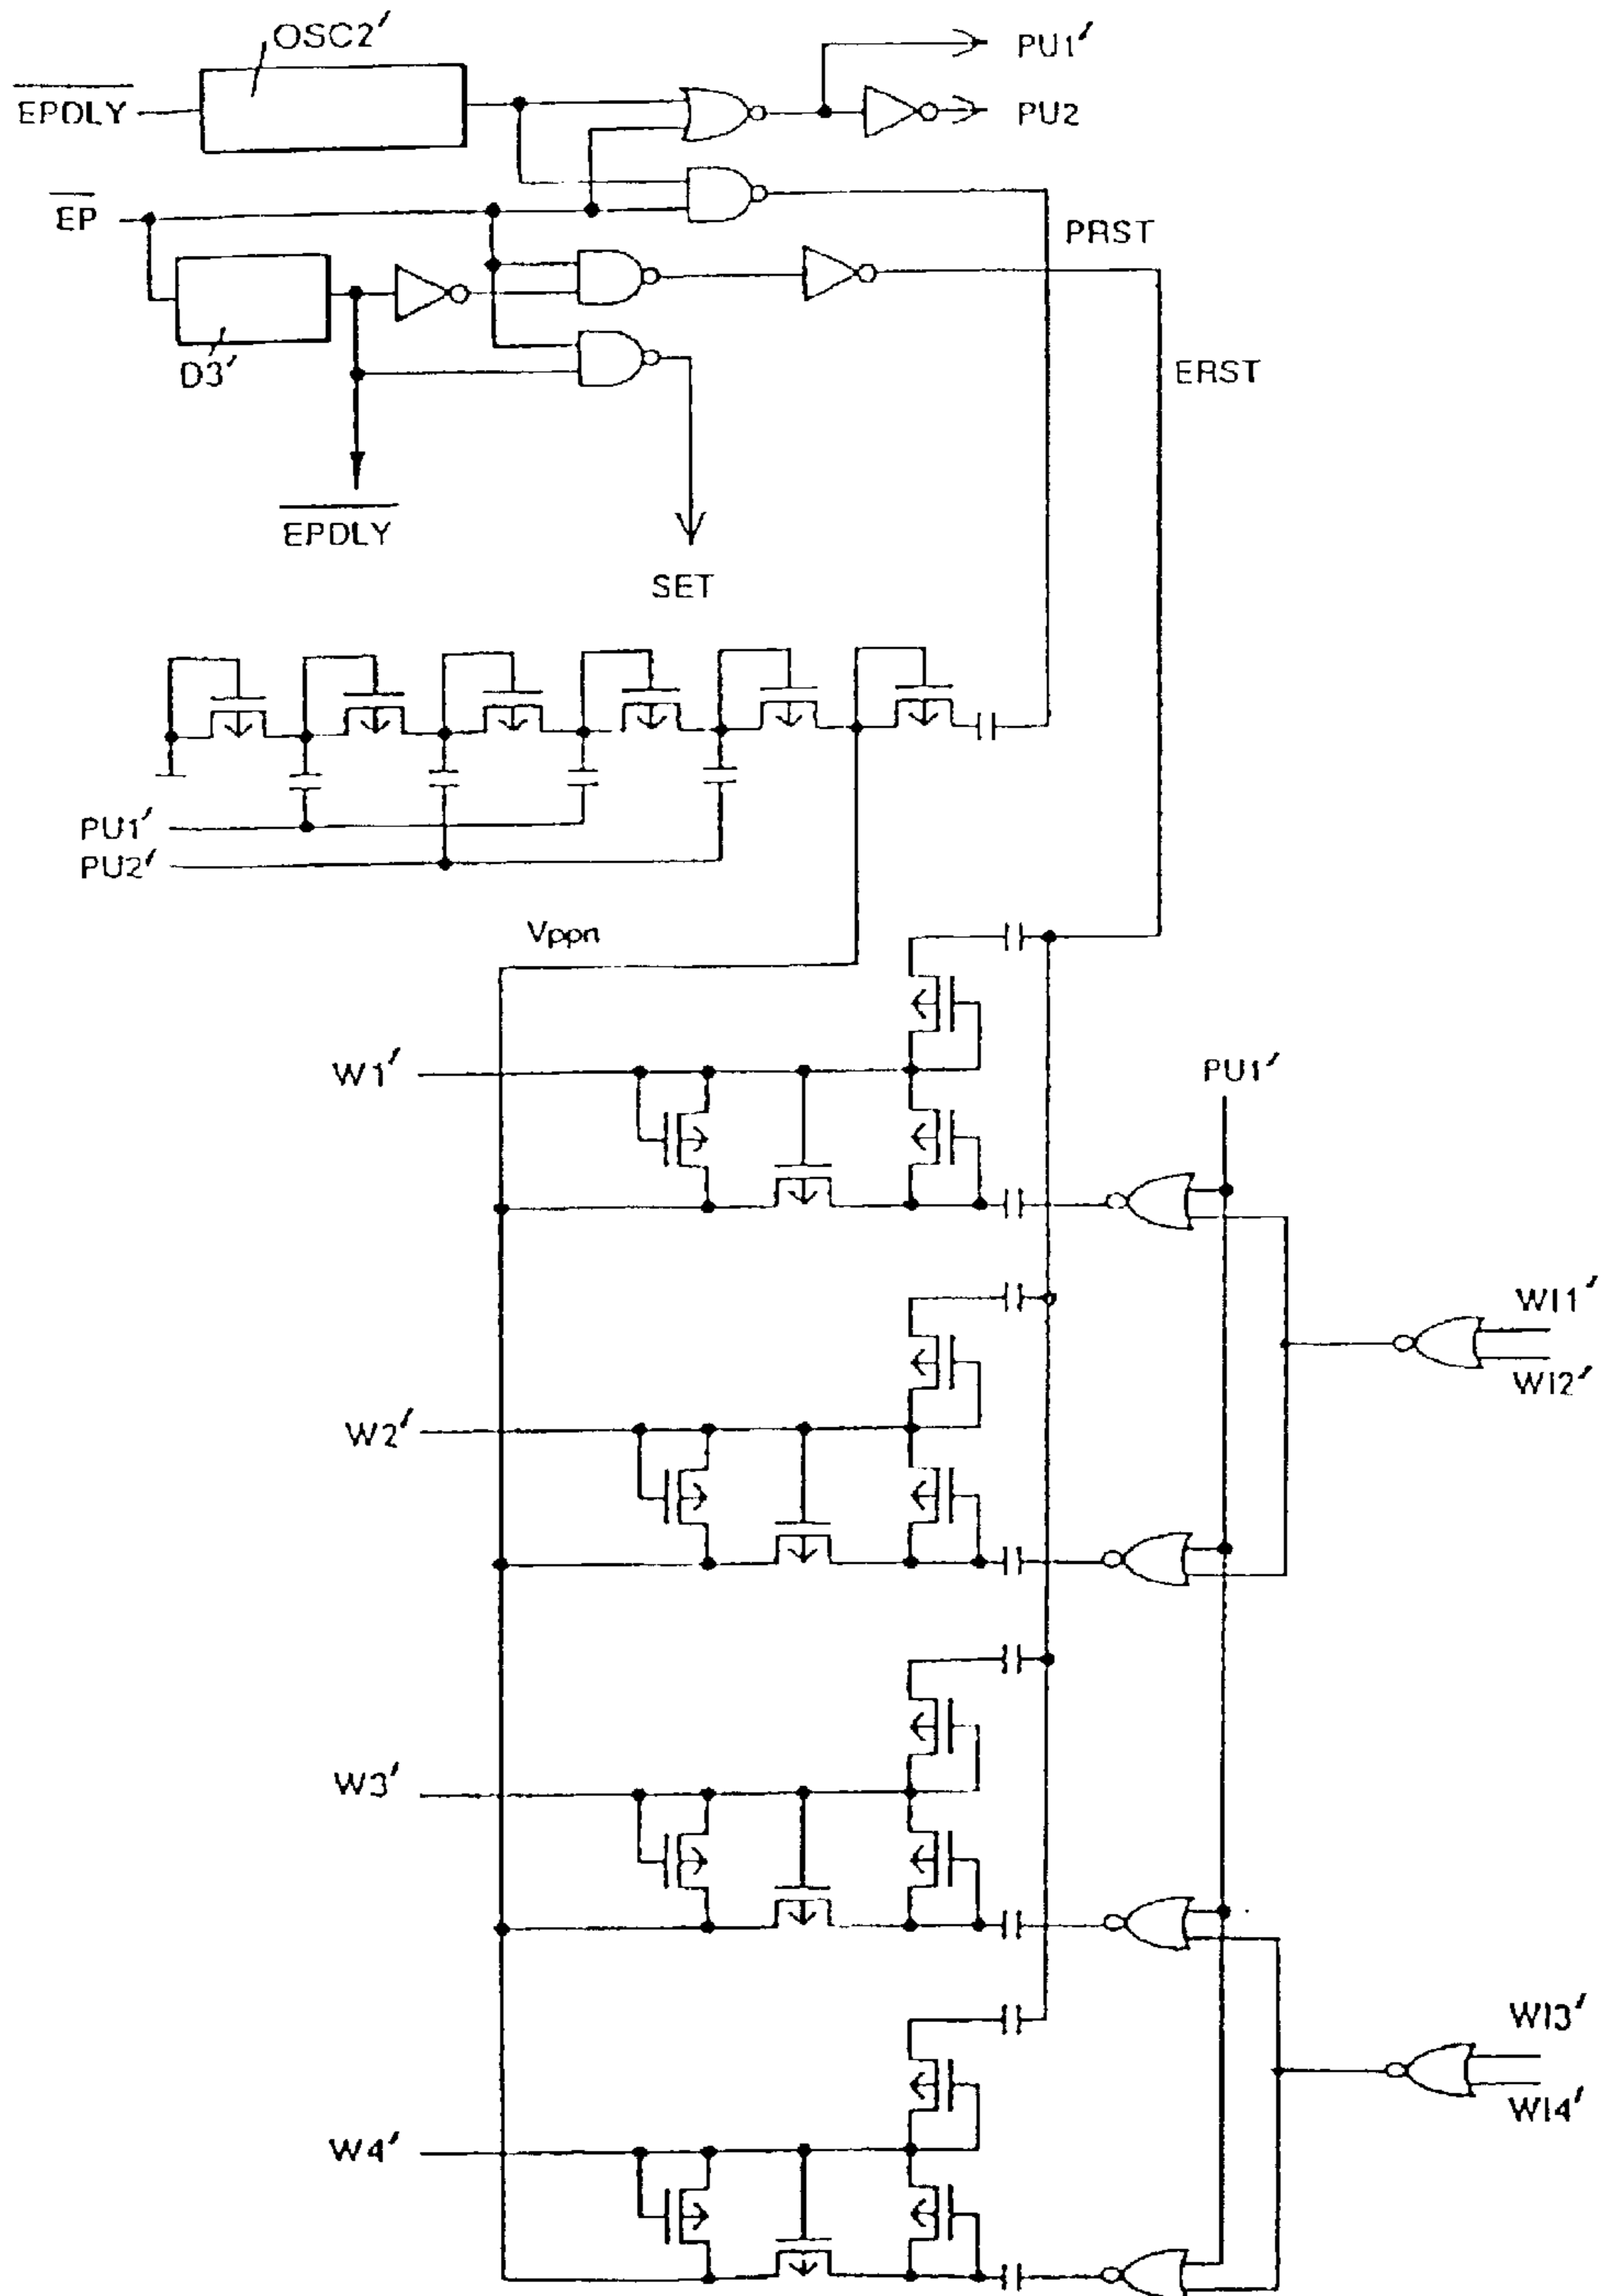 OSC2′
PU1′
EPDLY
PU2
EP
PRST
D3′
ERST
EPDLY
SET
PU1′
PU2′
Vppn
W1′
PU1′
WI1′
WI2′
W2′
W3′
WI3′
WI4′
W4′